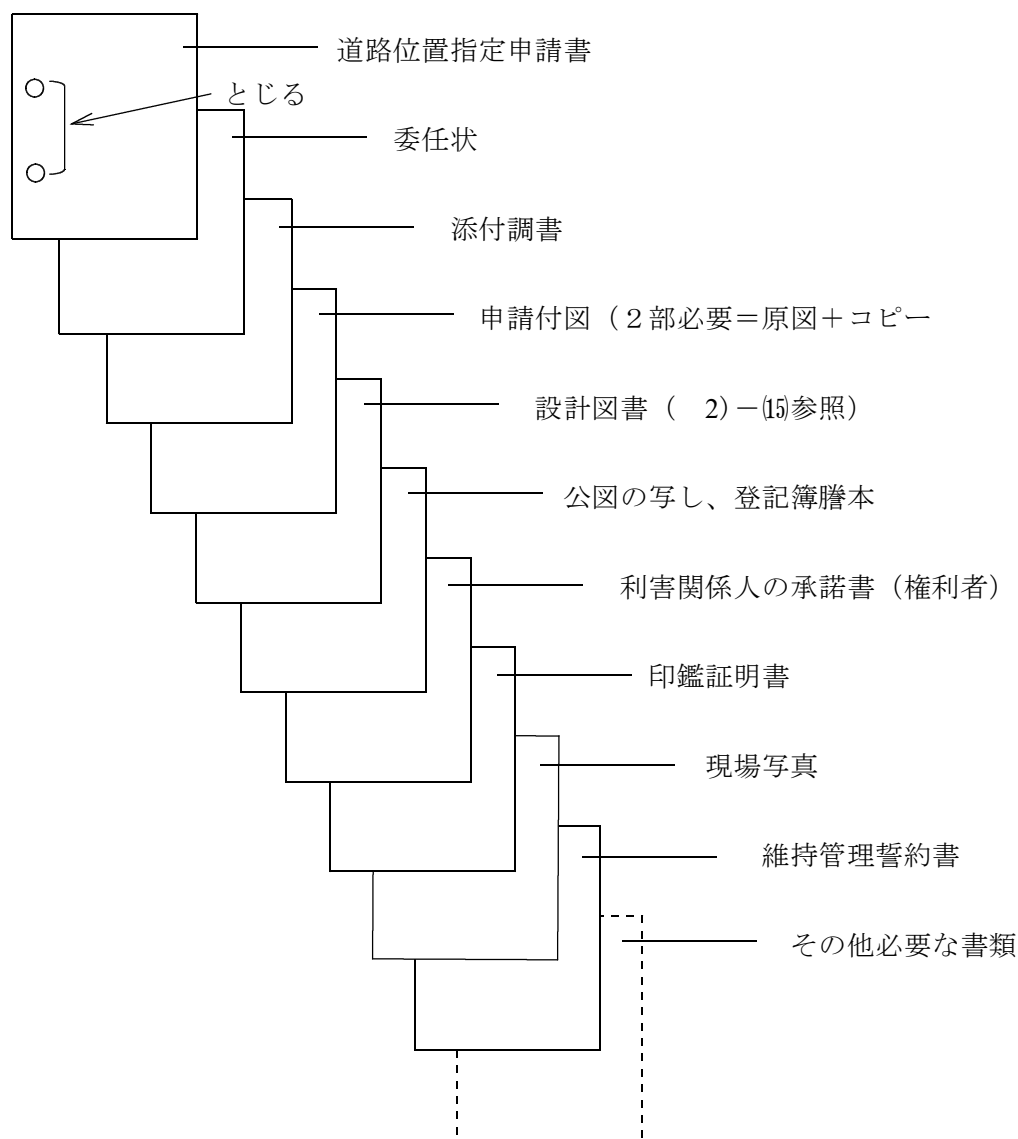 道路位置指定申請書
とじる
委任状
添付調書
申請付図（２部必要＝原図＋コピー
設計図書（　2)－⒂参照）
公図の写し、登記簿謄本
利害関係人の承諾書（権利者）
印鑑証明書
現場写真
維持管理誓約書
その他必要な書類